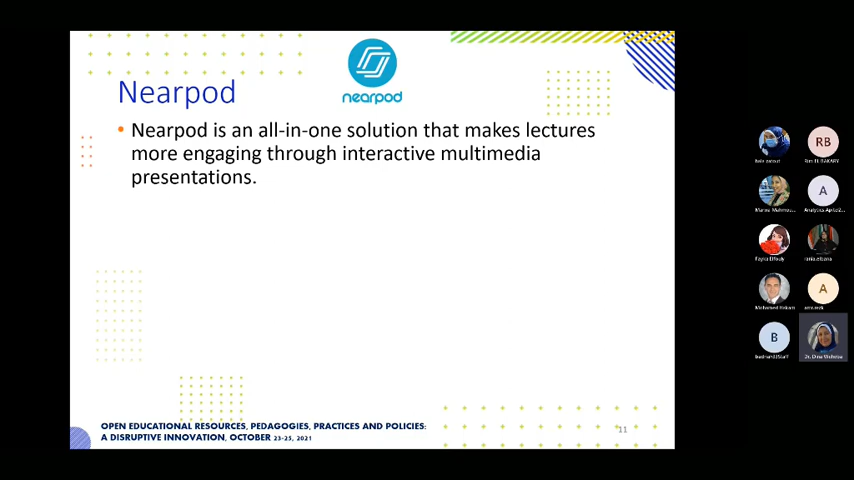 nearpod
Nearpod
• Nearpod is an all-in-one solution that makes lectures
more engaging through interactive multimedia
presentations.
OPEN EDUCATIONAL RESOURCES, PEDAGOGIES, PRACTICES AND POLICIES:
A DISRUPTIVE INNOVATION, OCTOBER 23-25, 2021
11
RB
A
A
B